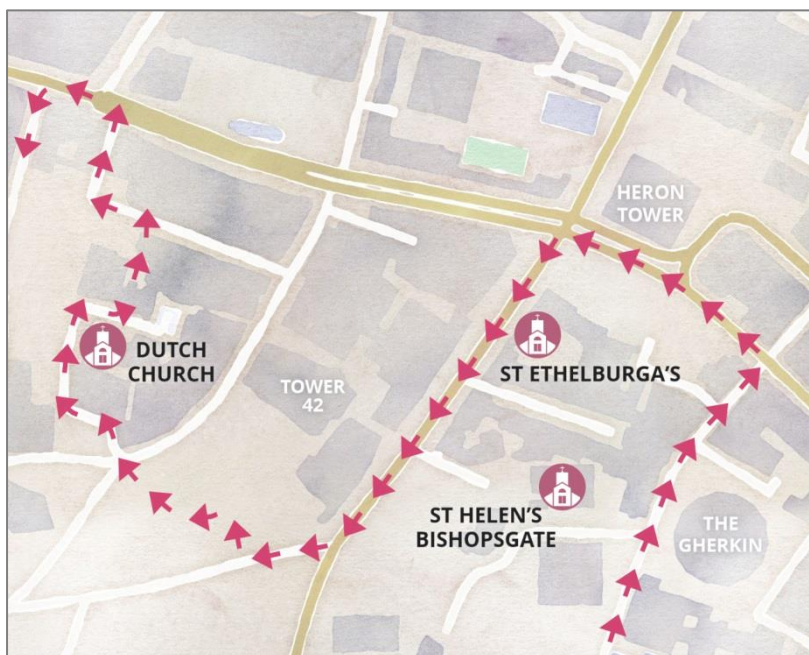 HERON
TOWER
DUTCH
CHURCH
ST ETHELBURGA’S
TOWER
42
ST HELEN’S
BISHOPSGATE
THE
GHERKIN